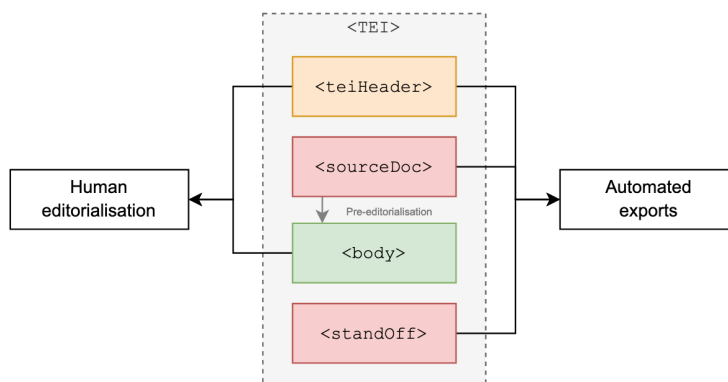 <TEI>
<teiHeader>
<sourceDoc>
Human
editorialisation
Automated
exports
Pre-editorialisation
<body>
<standOff>